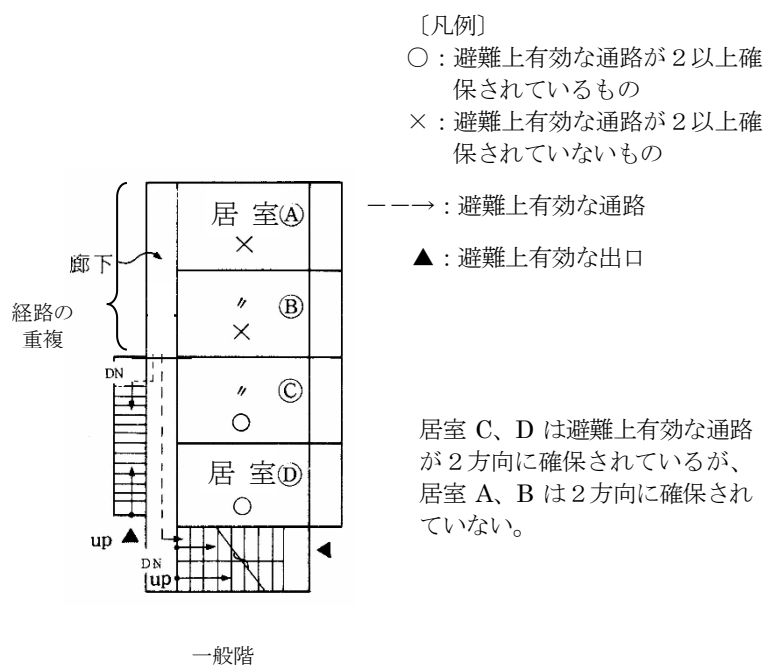 〔凡例〕
○：避難上有効な通路が２以上確
保されているもの
×：避難上有効な通路が２以上確
保されていないもの
－－→：避難上有効な通路
▲：避難上有効な出口
居 室Ⓐ
×
廊下
〃 Ⓑ
×
経路の
重複
DN
〃 Ⓒ
○
居 室Ⓓ
○
居室 C、D は避難上有効な通路
が２方向に確保されているが、
居室 A、B は２方向に確保され
ていない。
up ▲
DN
up
一般階